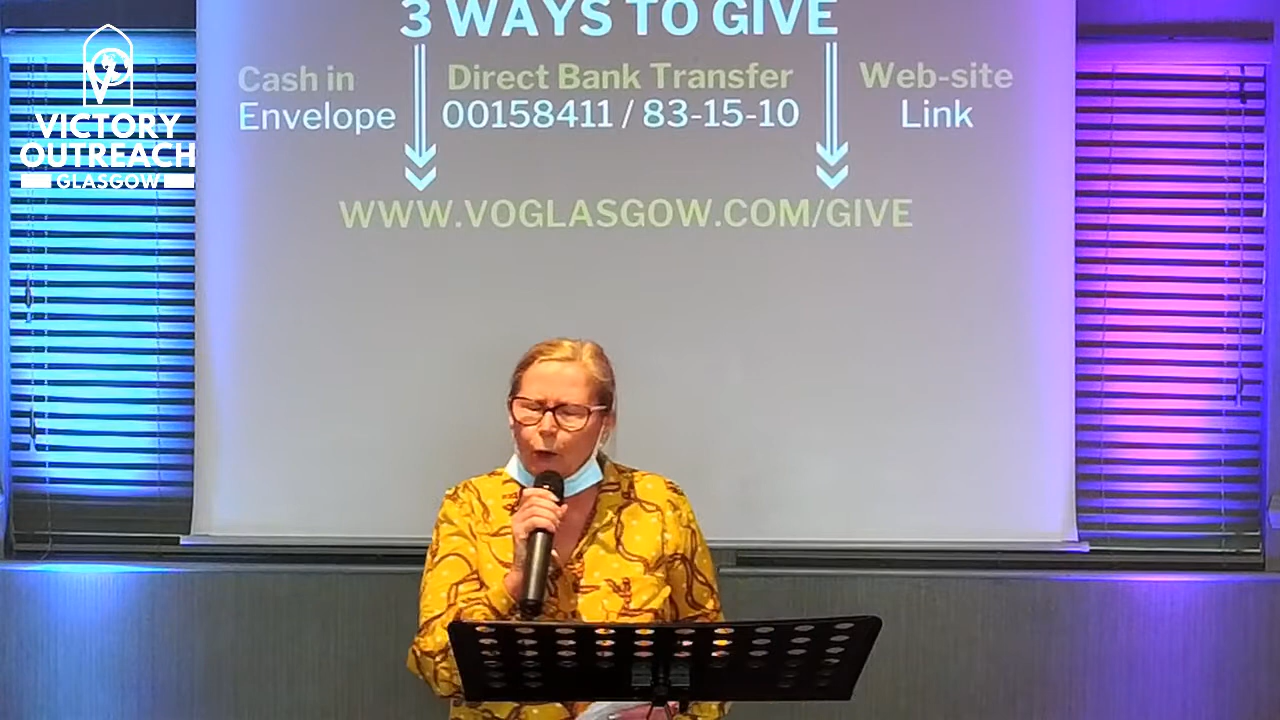 3 WAYS TO GIVE
Cash in
Envelope
Direct Bank Transfer
00158411 / 83-15-10
Web-site
Link
WWW.VOGLASGOW.COM/GIVE
VICTORY
OUTREACH
GLASGOW